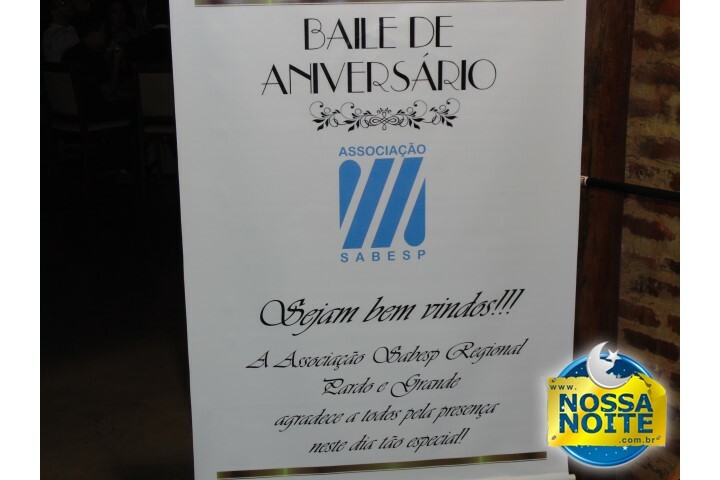 BAILE DE
ANIVERSÁRIO
ASSOCIAÇÃO
SABESP
Sejam bem vindos!!!
A Associação Sabesp Regional
Pardo e Grande
agradece a todos pela presença
neste dia tão especial!!
www.
NOSSA
NOITE
.com.br